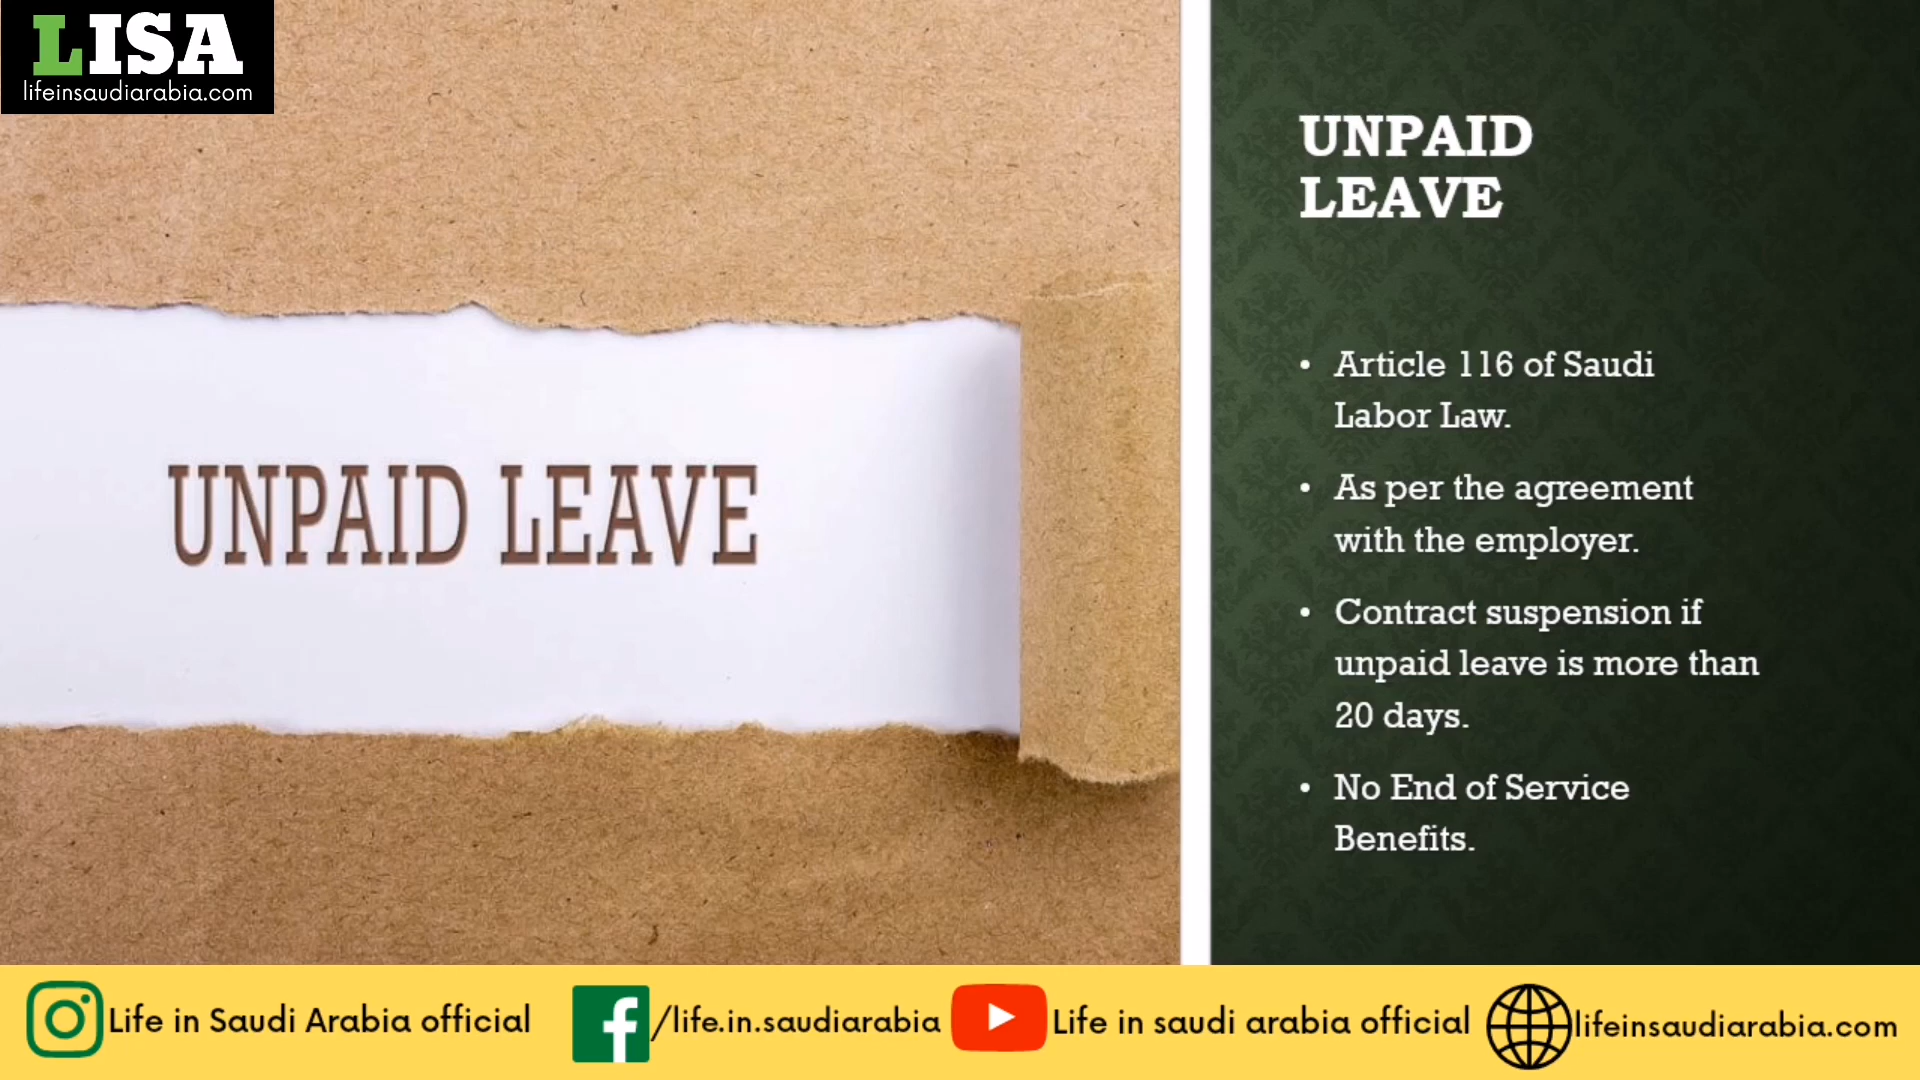 LISA
lifeinsaudiarabia.com
UNPAID LEAVE
UNPAID
LEAVE
• Article 116 of Saudi
Labor Law.
• As per the agreement
with the employer.
• Contract suspension if
unpaid leave is more than
20 days.
• No End of Service
Benefits.
Life in Saudi Arabia official
/life.in.saudiarabia
Life in saudi arabia official
lifeinsaudiarabia.com